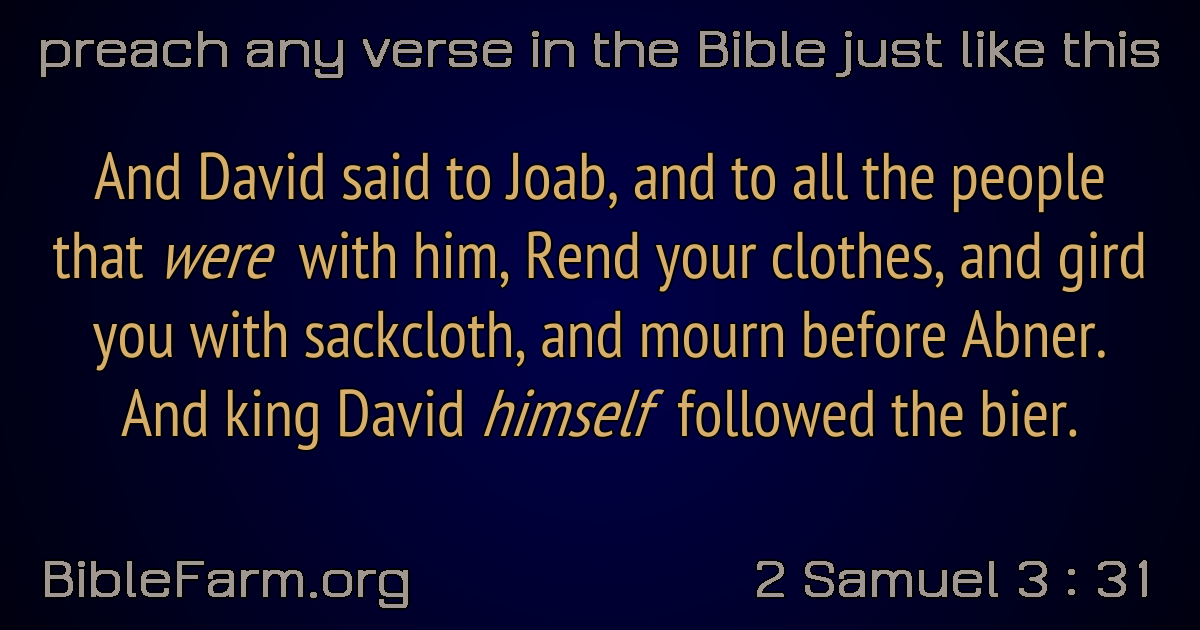 preach any verse in the Bible just like this
And David said to Joab, and to all the people
that were with him, Rend your clothes, and gird
you with sackcloth, and mourn before Abner.
And king David himself followed the bier.
BibleFarm.org
2 Samuel 3 : 31